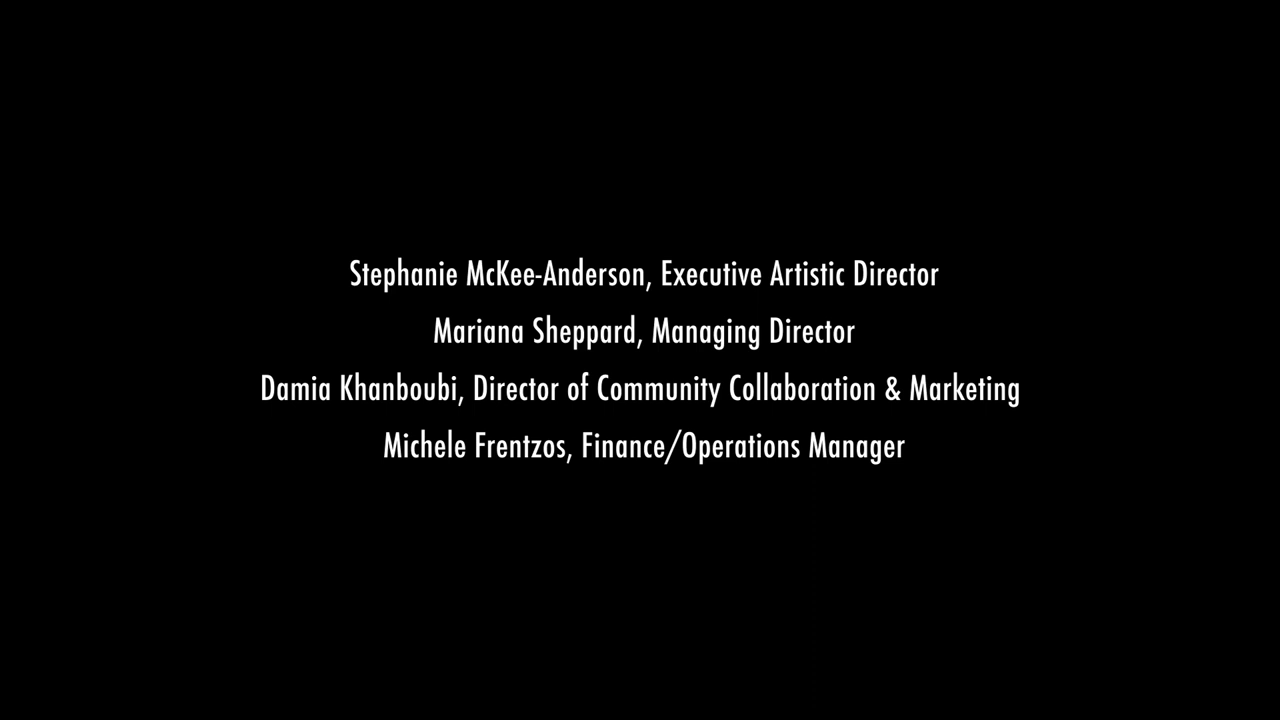 Stephanie McKee-Anderson, Executive Artistic Director
Mariana Sheppard, Managing Director
Damia Khanboubi, Director of Community Collaboration & Marketing
Michele Frentzos, Finance/Operations Manager